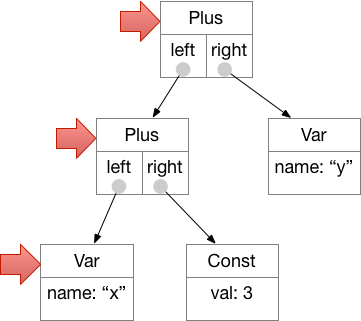 Plus
left right
Plus
Var
left right
name: “y”
Var
Const
name: “x”
val: 3